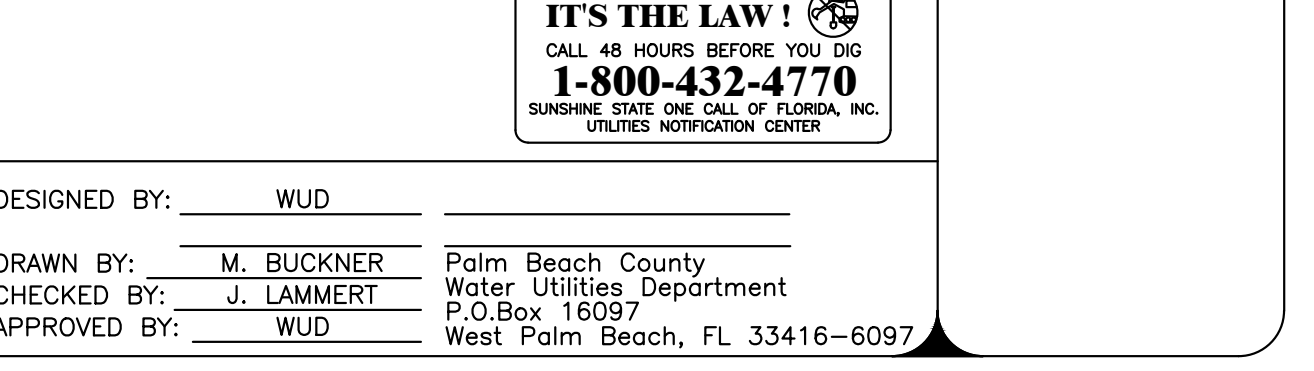 IT'S THE LAW !
CALL 48 HOURS BEFORE YOU DIG
1-800-432-4770
SUNSHINE STATE ONE CALL OF FLORIDA, INC.
UTILITIES NOTIFICATION CENTER
DESIGNED BY: WUD
DRAWN BY: M. BUCKNER
CHECKED BY: J. LAMMERT
APPROVED BY: WUD
Palm Beach County
Water Utilities Department
P.O.Box 16097
West Palm Beach, FL 33416-6097